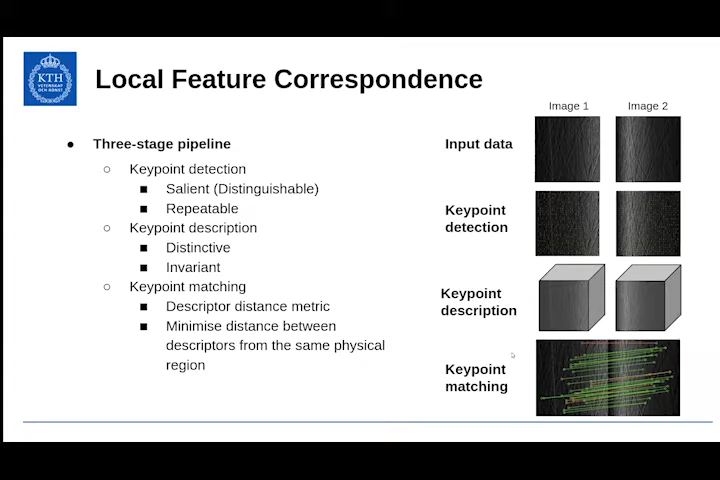 KTH
VETENSKAP
OCH KONST
Local Feature Correspondence
● Three-stage pipeline
○ Keypoint detection
■ Salient (Distinguishable)
■ Repeatable
○ Keypoint description
■ Distinctive
■ Invariant
○ Keypoint matching
■ Descriptor distance metric
■ Minimise distance between
descriptors from the same physical
region
Image 1 Image 2
Input data
Keypoint
detection
Keypoint
description
Keypoint
matching